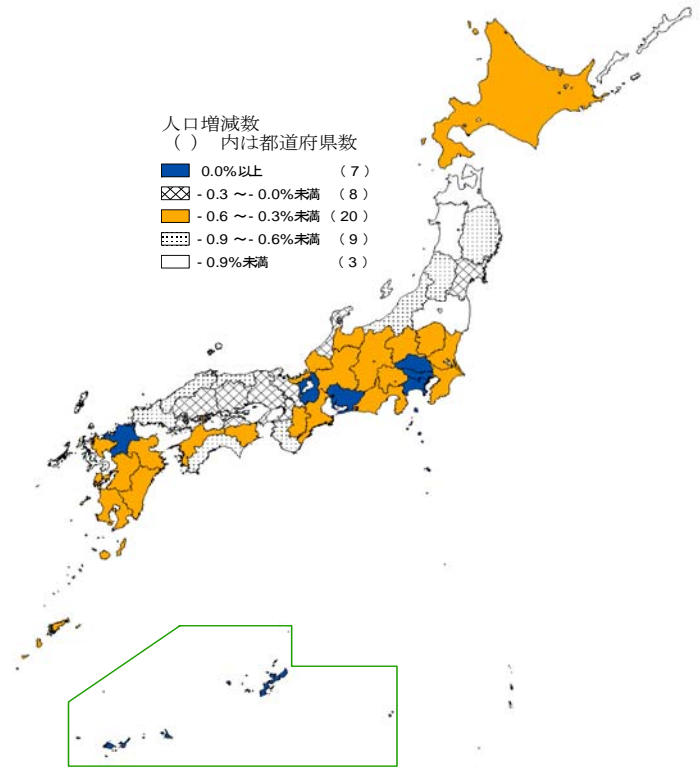 人口増減数
（ ） 内は都道府県数
0.0%以上 （ 7 ）
- 0.3 ～- 0.0%未満 （ 8 ）
- 0.6 ～- 0.3%未満 （ 20 ）
- 0.9 ～- 0.6%未満 （ 9 ）
- 0.9%未満 （ 3 ）